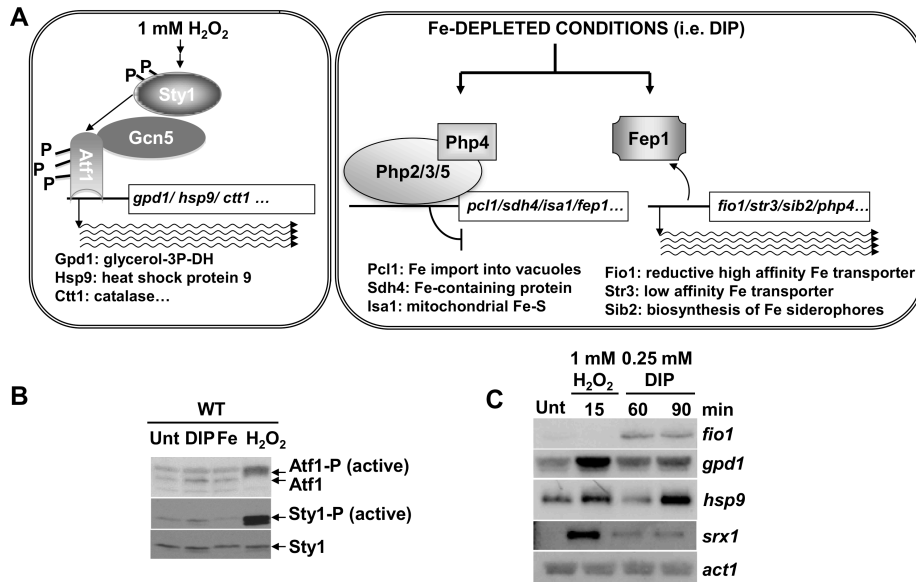 A
1 mM H₂O₂
P
P
Sty1
Gcn5
P
P
P
Atf1
gpd1/ hsp9/ ctt1 …
Gpd1: glycerol-3P-DH
Hsp9: heat shock protein 9
Ctt1: catalase…
Fe-DEPLETED CONDITIONS (i.e. DIP)
Php4
Php2/3/5
Fep1
pcl1/sdh4/isa1/fep1…
fio1/str3/sib2/php4…
Pcl1: Fe import into vacuoles
Sdh4: Fe-containing protein
Isa1: mitochondrial Fe-S
Fio1: reductive high affinity Fe transporter
Str3: low affinity Fe transporter
Sib2: biosynthesis of Fe siderophores
B
WT
Unt DIP Fe H₂O₂
Atf1-P (active)
Atf1
Sty1-P (active)
Sty1
C
1 mM 0.25 mM
H₂O₂ DIP
Unt 15 60 90 min
fio1
gpd1
hsp9
srx1
act1